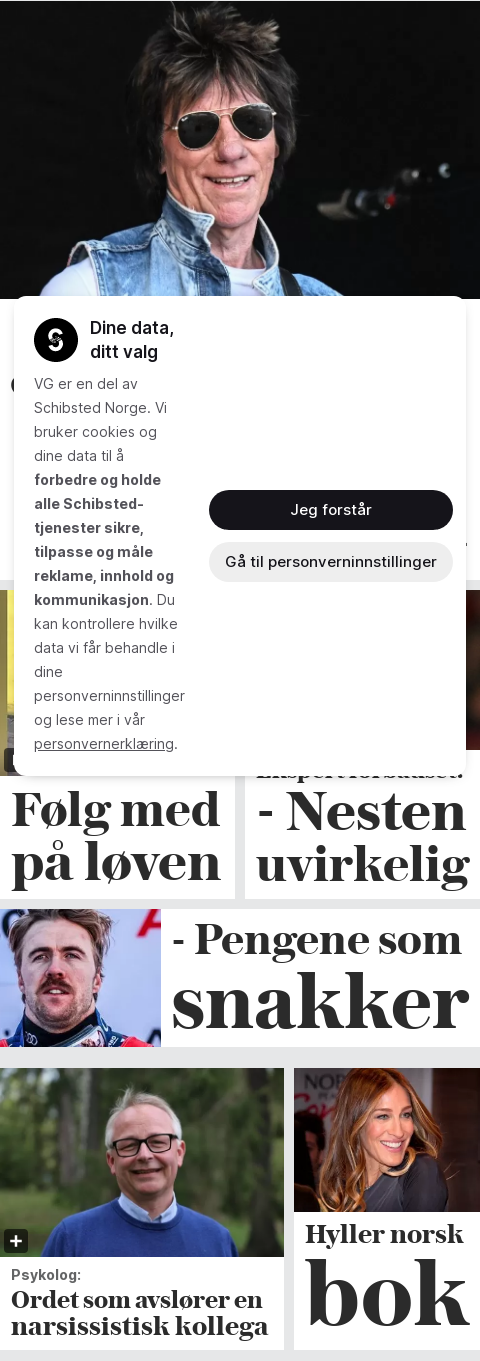 Dine data,
ditt valg
VG er en del av
Schibsted Norge. Vi
bruker cookies og
dine data til å
forbedre og holde
alle Schibsted-
tjenester sikre,
tilpasse og måle
reklame, innhold og
kommunikasjon. Du
kan kontrollere hvilke
data vi får behandle i
dine
personverninnstillinger
og lese mer i vår
personvernerklæring.
Jeg forstår
Gå til personverninnstillinger
Følg med
på løven
- Nesten
uvirkelig
- Pengene som
snakker
Psykolog:
Ordet som avslører en
narsissistisk kollega
Hyller norsk
bok